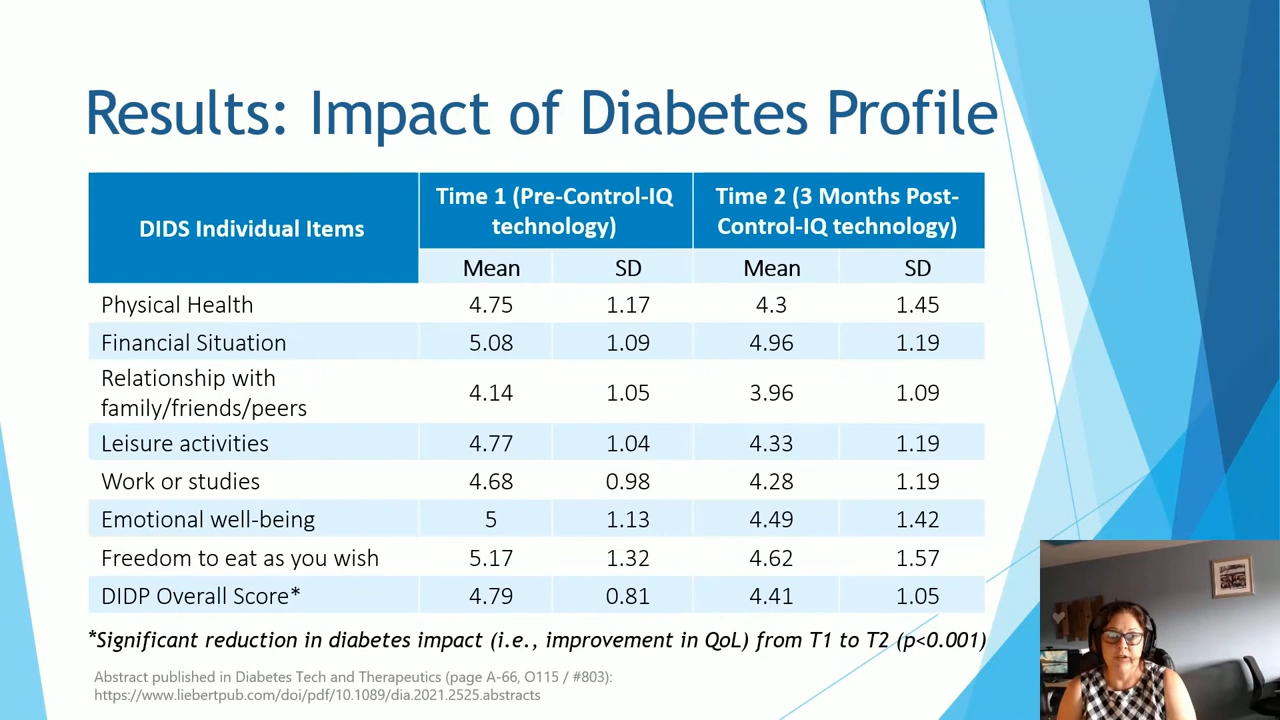 Results: Impact of Diabetes Profile
DIDS Individual Items
Time 1 (Pre-Control-IQ
technology)
Time 2 (3 Months Post-
Control-IQ technology)
Mean SD Mean SD
Physical Health 4.75 1.17 4.3 1.45
Financial Situation 5.08 1.09 4.96 1.19
Relationship with
family/friends/peers 4.14 1.05 3.96 1.09
Leisure activities 4.77 1.04 4.33 1.19
Work or studies 4.68 0.98 4.28 1.19
Emotional well-being 5 1.13 4.49 1.42
Freedom to eat as you wish 5.17 1.32 4.62 1.57
DIDP Overall Score* 4.79 0.81 4.41 1.05
*Significant reduction in diabetes impact (i.e., improvement in QoL) from T1 to T2 (p<0.001)
Abstract published in Diabetes Tech and Therapeutics (page A-66, O115 / #803):
https://www.liebertpub.com/doi/pdf/10.1089/dia.2021.2525.abstracts